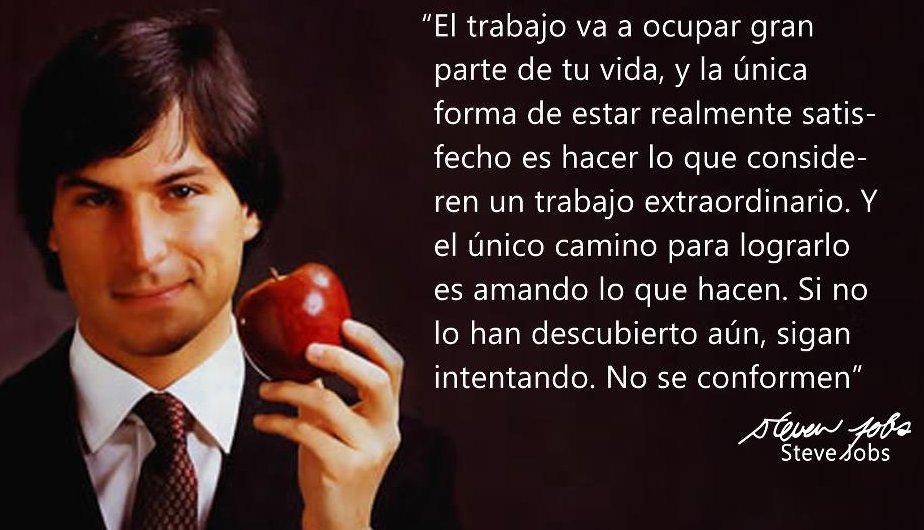 “El trabajo va a ocupar gran
parte de tu vida, y la única
forma de estar realmente satis-
fecho es hacer lo que conside-
ren un trabajo extraordinario. Y
el único camino para lograrlo
es amando lo que hacen. Si no
lo han descubierto aún, sigan
intentando. No se conformen”
steven jobs
Steve Jobs